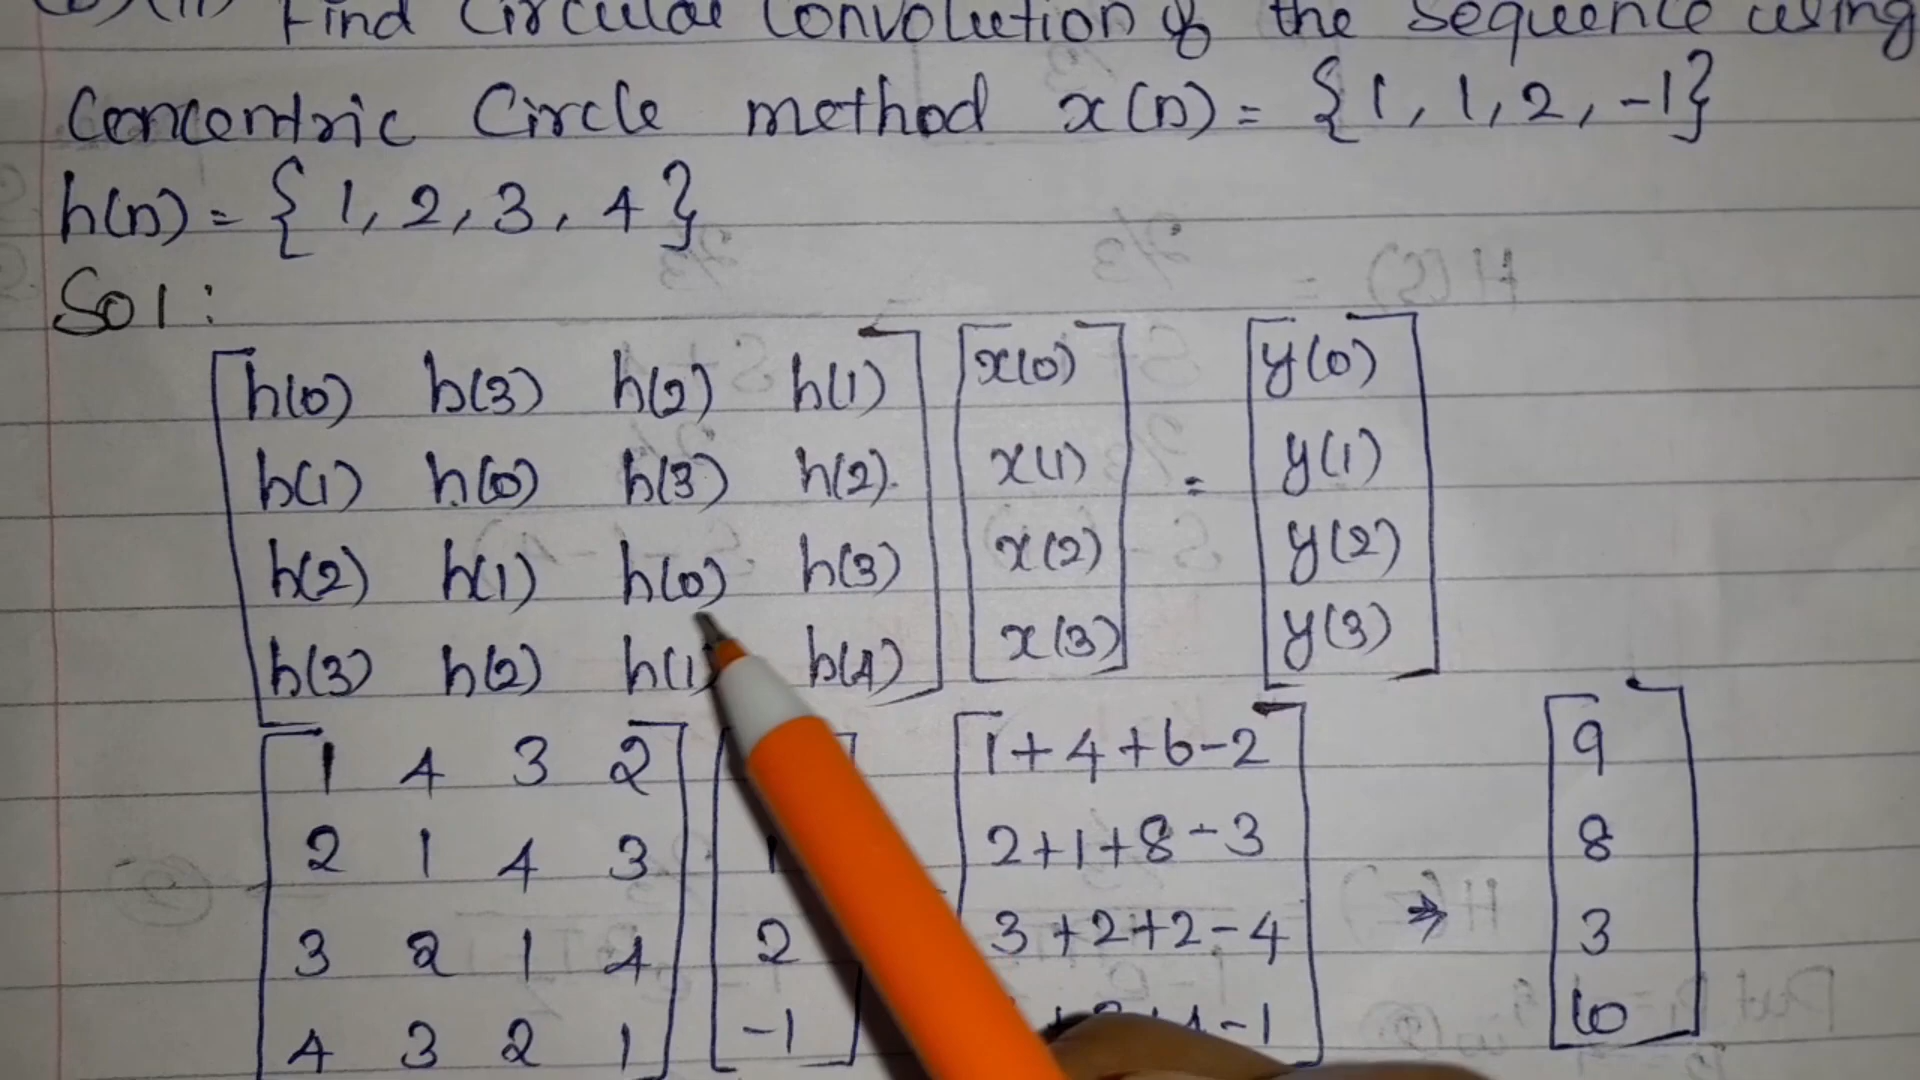 Find Circular Convolution of the sequence using
Concentric Circle method x(n) = {1, 1, 2, -1}
h(n) = {1, 2, 3, 4}
Sol:
h(0) h(3) h(2) h(1) x(0) y(0)
h(1) h(0) h(3) h(2) x(1) = y(1)
h(2) h(1) h(0) h(3) x(2) y(2)
h(3) h(2) h(1) h(4) x(3) y(3)
1 4 3 2 1+4+6-2 9
2 1 4 3 1 2+1+8-3 8
3 2 1 4 2 3+2+2-4 ⇒ 3
4 3 2 1 -1 +4-1 10